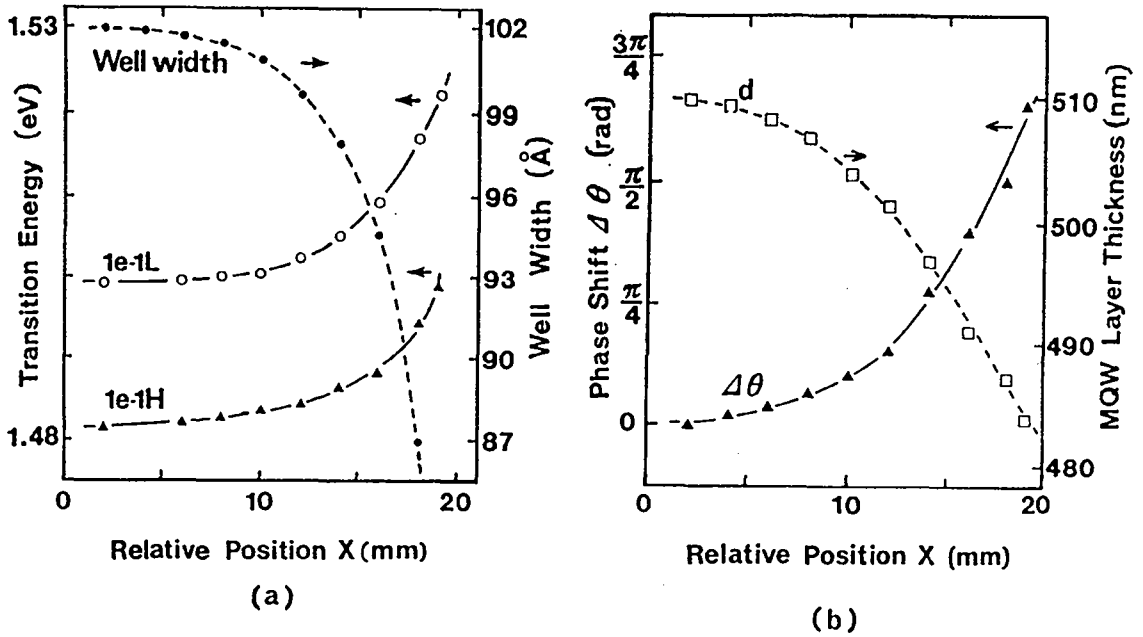 1.53
1.48
Transition Energy (eV)
Well width
1e-1L
1e-1H
102
99
96
93
90
87
Well Width (Å)
0
10
20
Relative Position X (mm)
(a)
3π/4
π/2
π/4
0
Phase Shift Δθ (rad)
d
Δθ
510
500
490
480
MQW Layer Thickness (nm)
0
10
20
Relative Position X (mm)
(b)